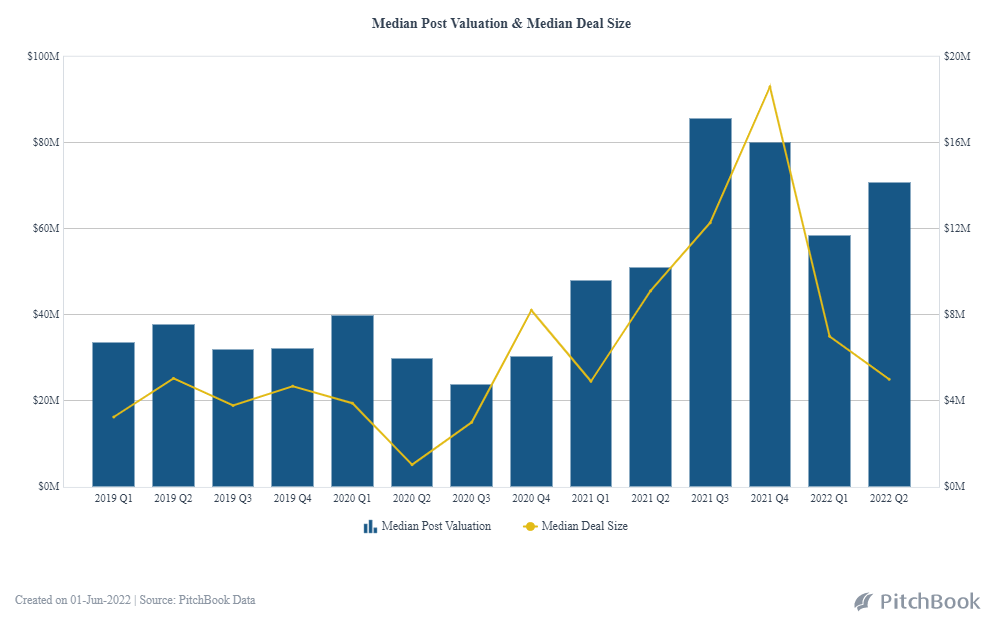 Median Post Valuation & Median Deal Size
$100M $20M
$80M $16M
$60M $12M
$40M $8M
$20M $4M
$0M $0M
2019 Q1 2019 Q2 2019 Q3 2019 Q4 2020 Q1 2020 Q2 2020 Q3 2020 Q4 2021 Q1 2021 Q2 2021 Q3 2021 Q4 2022 Q1 2022 Q2
Median Post Valuation Median Deal Size
Created on 01-Jun-2022 | Source: PitchBook Data
PitchBook